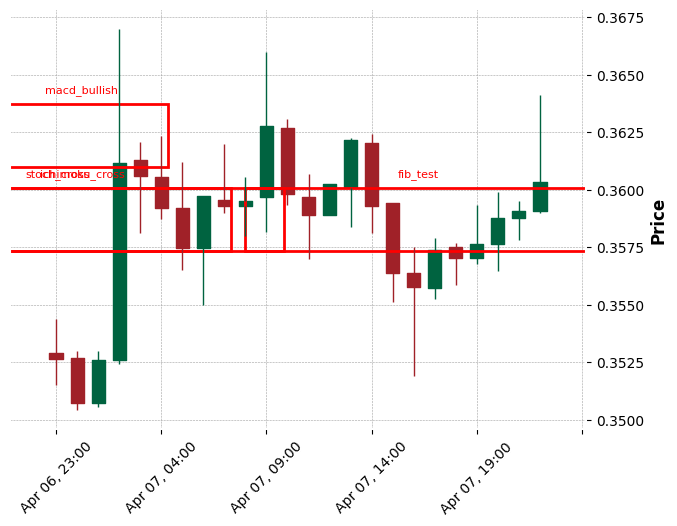 0.3675
0.3650
0.3625
0.3600
0.3575
0.3550
0.3525
0.3500
Price
macd_bullish
fib_test
Apr 06, 23:00
Apr 07, 04:00
Apr 07, 09:00
Apr 07, 14:00
Apr 07, 19:00